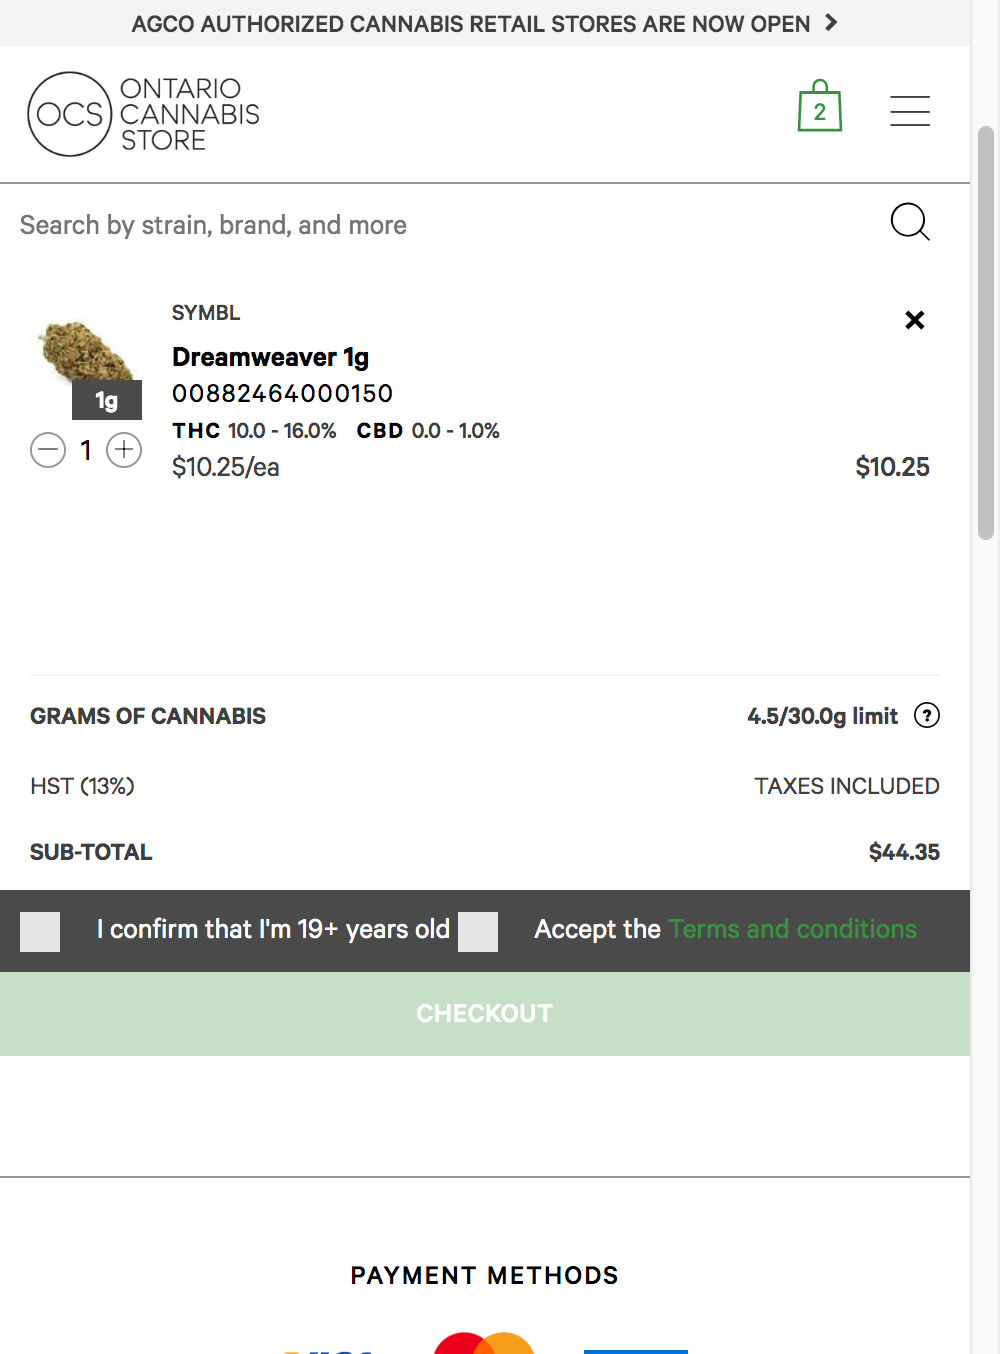 AGCO AUTHORIZED CANNABIS RETAIL STORES ARE NOW OPEN
OCS
ONTARIO
CANNABIS
STORE
2
Search by strain, brand, and more
SYMBL
Dreamweaver 1g
00882464000150
1g
THC 10.0 - 16.0% CBD 0.0 - 1.0%
1
$10.25/ea $10.25
GRAMS OF CANNABIS 4.5/30.0g limit ?
HST (13%) TAXES INCLUDED
SUB-TOTAL $44.35
I confirm that I'm 19+ years old Accept the Terms and conditions
CHECKOUT
PAYMENT METHODS